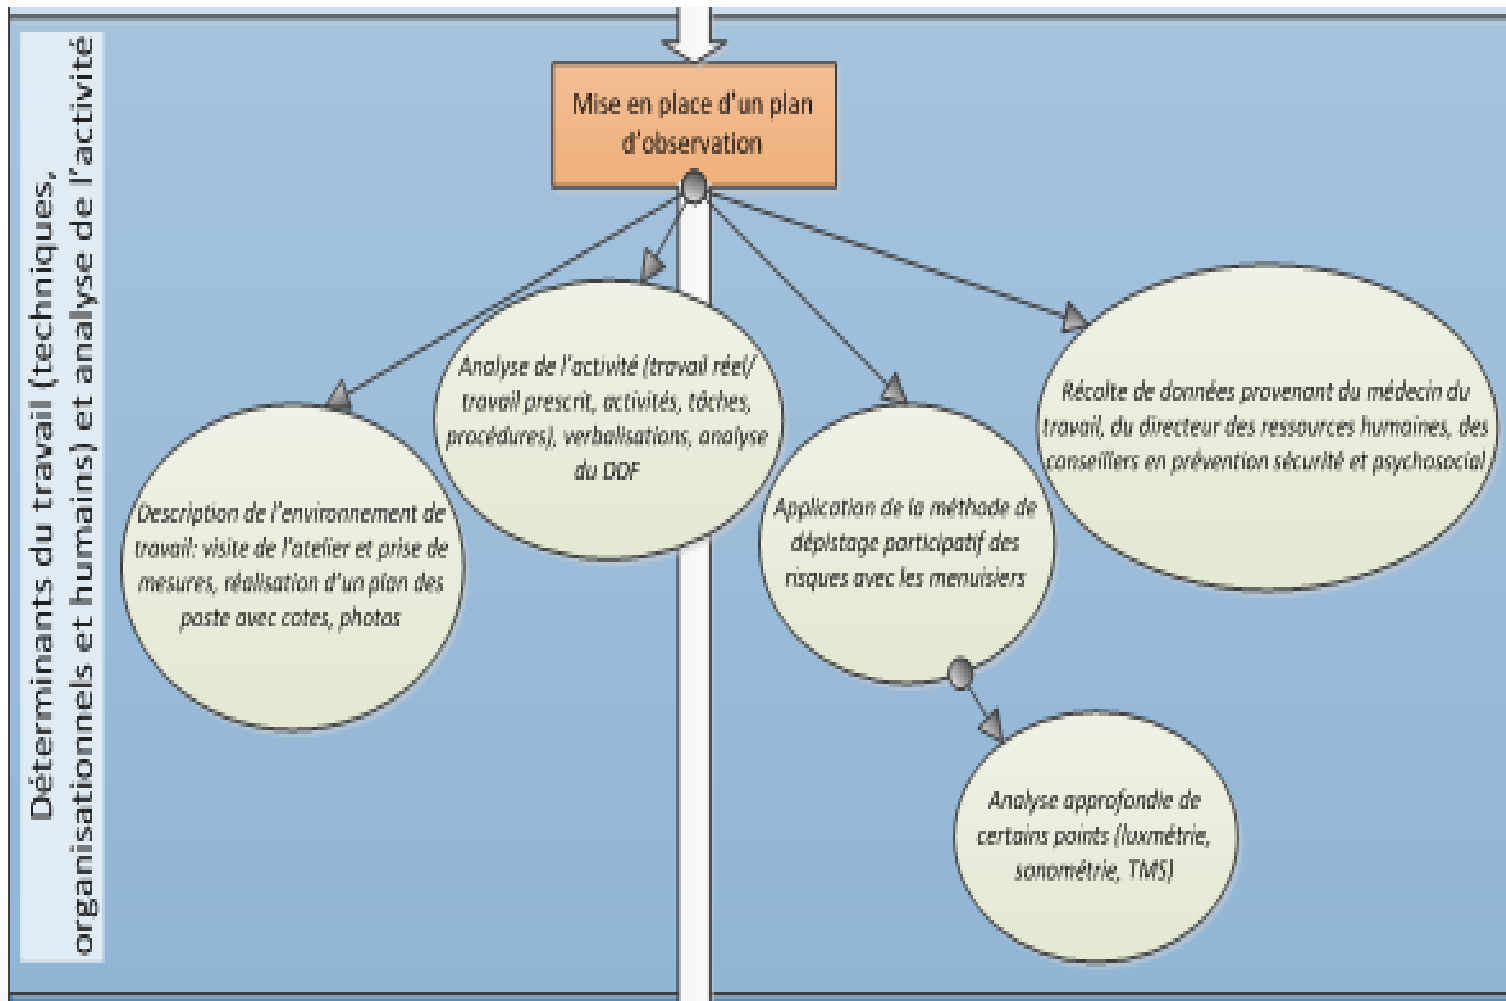 Déterminants du travail (techniques,
organisationnels et humains) et analyse de l'activité
Mise en place d'un plan
d'observation
Description de l'environnement de
travail: visite de l'atelier et prise de
mesures, réalisation d'un plan des
poste avec cotes, photos
Analyse de l'activité (travail réel/
travail prescrit, activités, tâches,
procédures), verbalisations, analyse
du DDF
Application de la méthode de
dépistage participatif des
risques avec les menuisiers
Récolte de données provenant du médecin du
travail, du directeur des ressources humaines, des
conseillers en prévention sécurité et psychosocial
Analyse approfondie de
certains points (luxmétrie,
sonométrie, TMS)